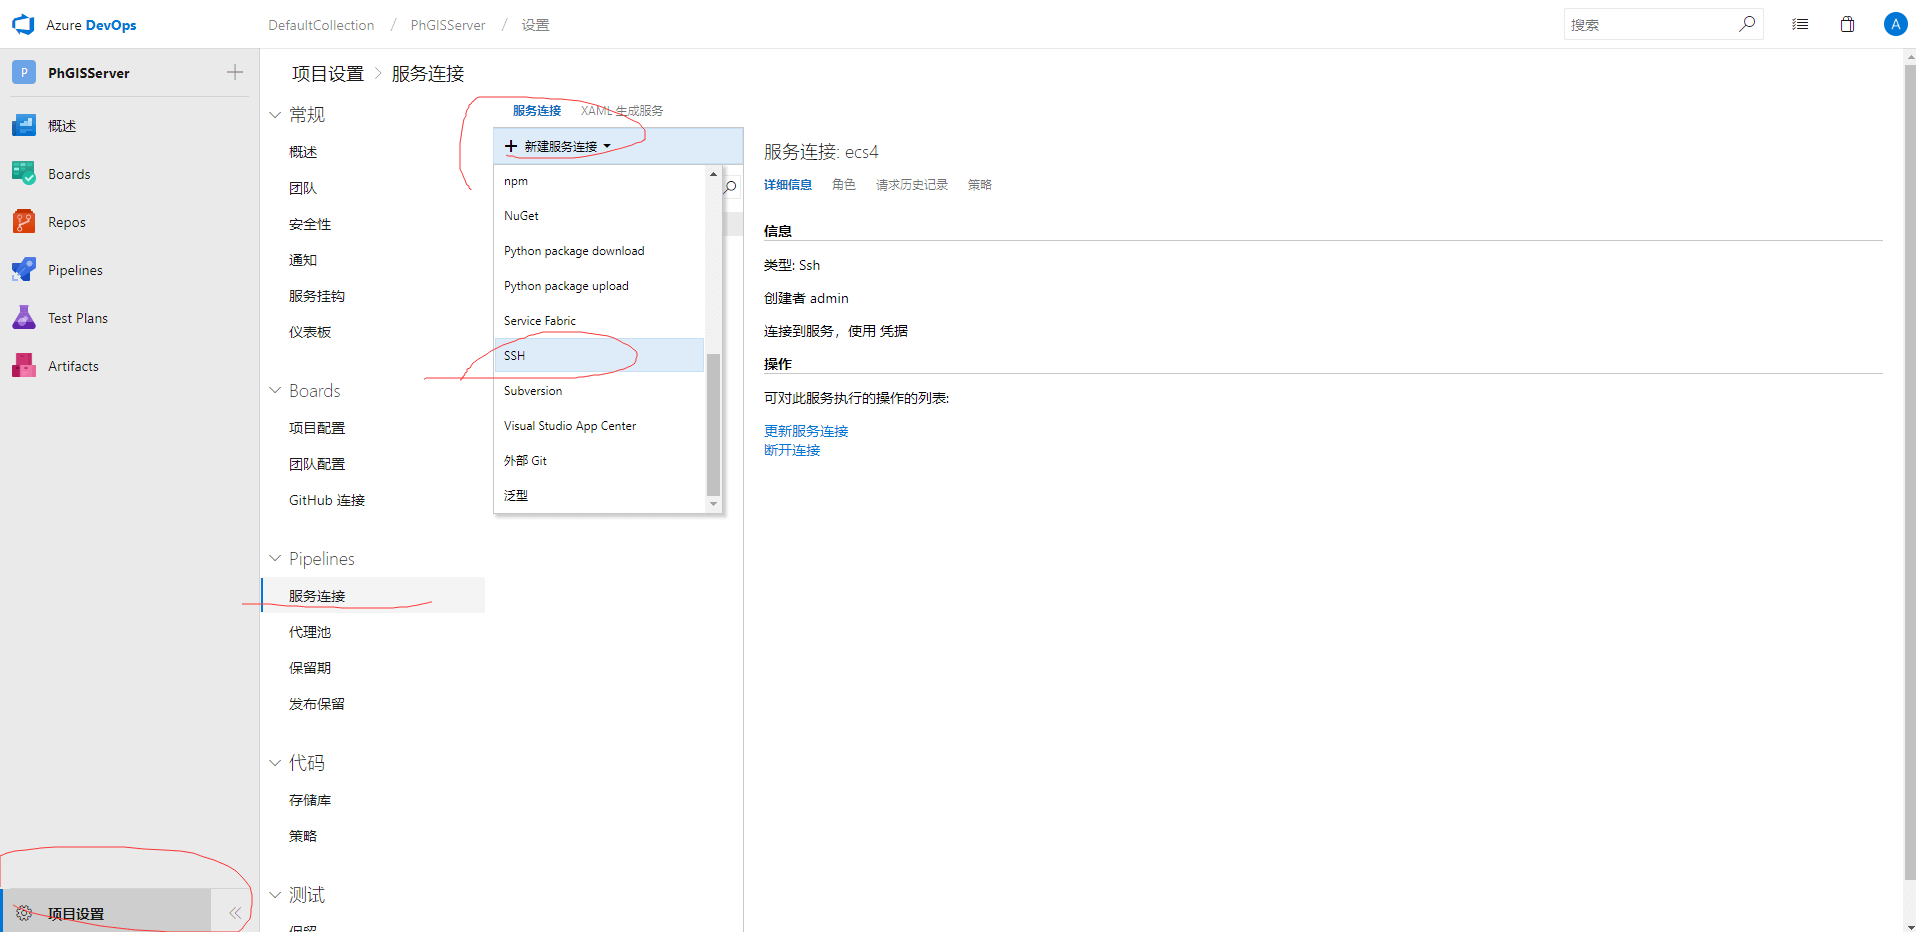 Azure DevOps
DefaultCollection / PhGISServer / 设置
搜索
A
P PhGISServer
概述
Boards
Repos
Pipelines
Test Plans
Artifacts
项目设置
项目设置 > 服务连接
常规
概述
团队
安全性
通知
服务挂钩
仪表板
Boards
项目配置
团队配置
GitHub 连接
Pipelines
服务连接
代理池
保留期
发布保留
代码
存储库
策略
测试
保留
服务连接 XAML 生成服务
+ 新建服务连接
npm
NuGet
Python package download
Python package upload
Service Fabric
SSH
Subversion
Visual Studio App Center
外部 Git
泛型
服务连接: ecs4
详细信息 角色 请求历史记录 策略
信息
类型: Ssh
创建者 admin
连接到服务，使用 凭据
操作
可对此服务执行的操作的列表:
更新服务连接
断开连接